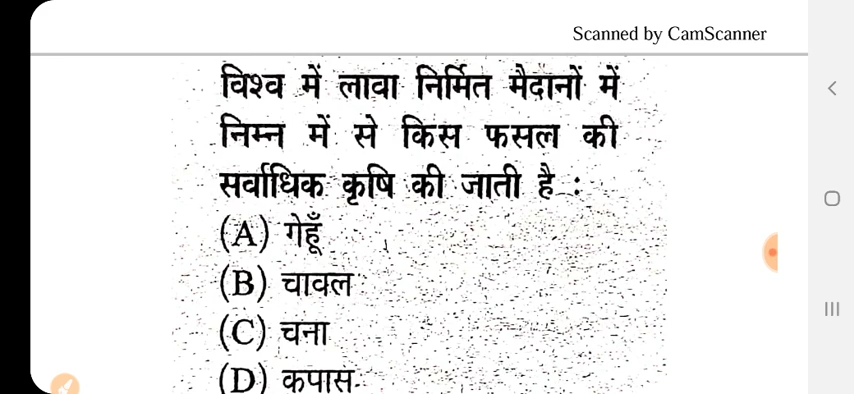 Scanned by CamScanner
विश्व में लावा निर्मित मैदानों में
निम्न में से किस फसल की
सर्वाधिक कृषि की जाती है :
(A) गेहूँ
(B) चावल
(C) चना
(D) कपास